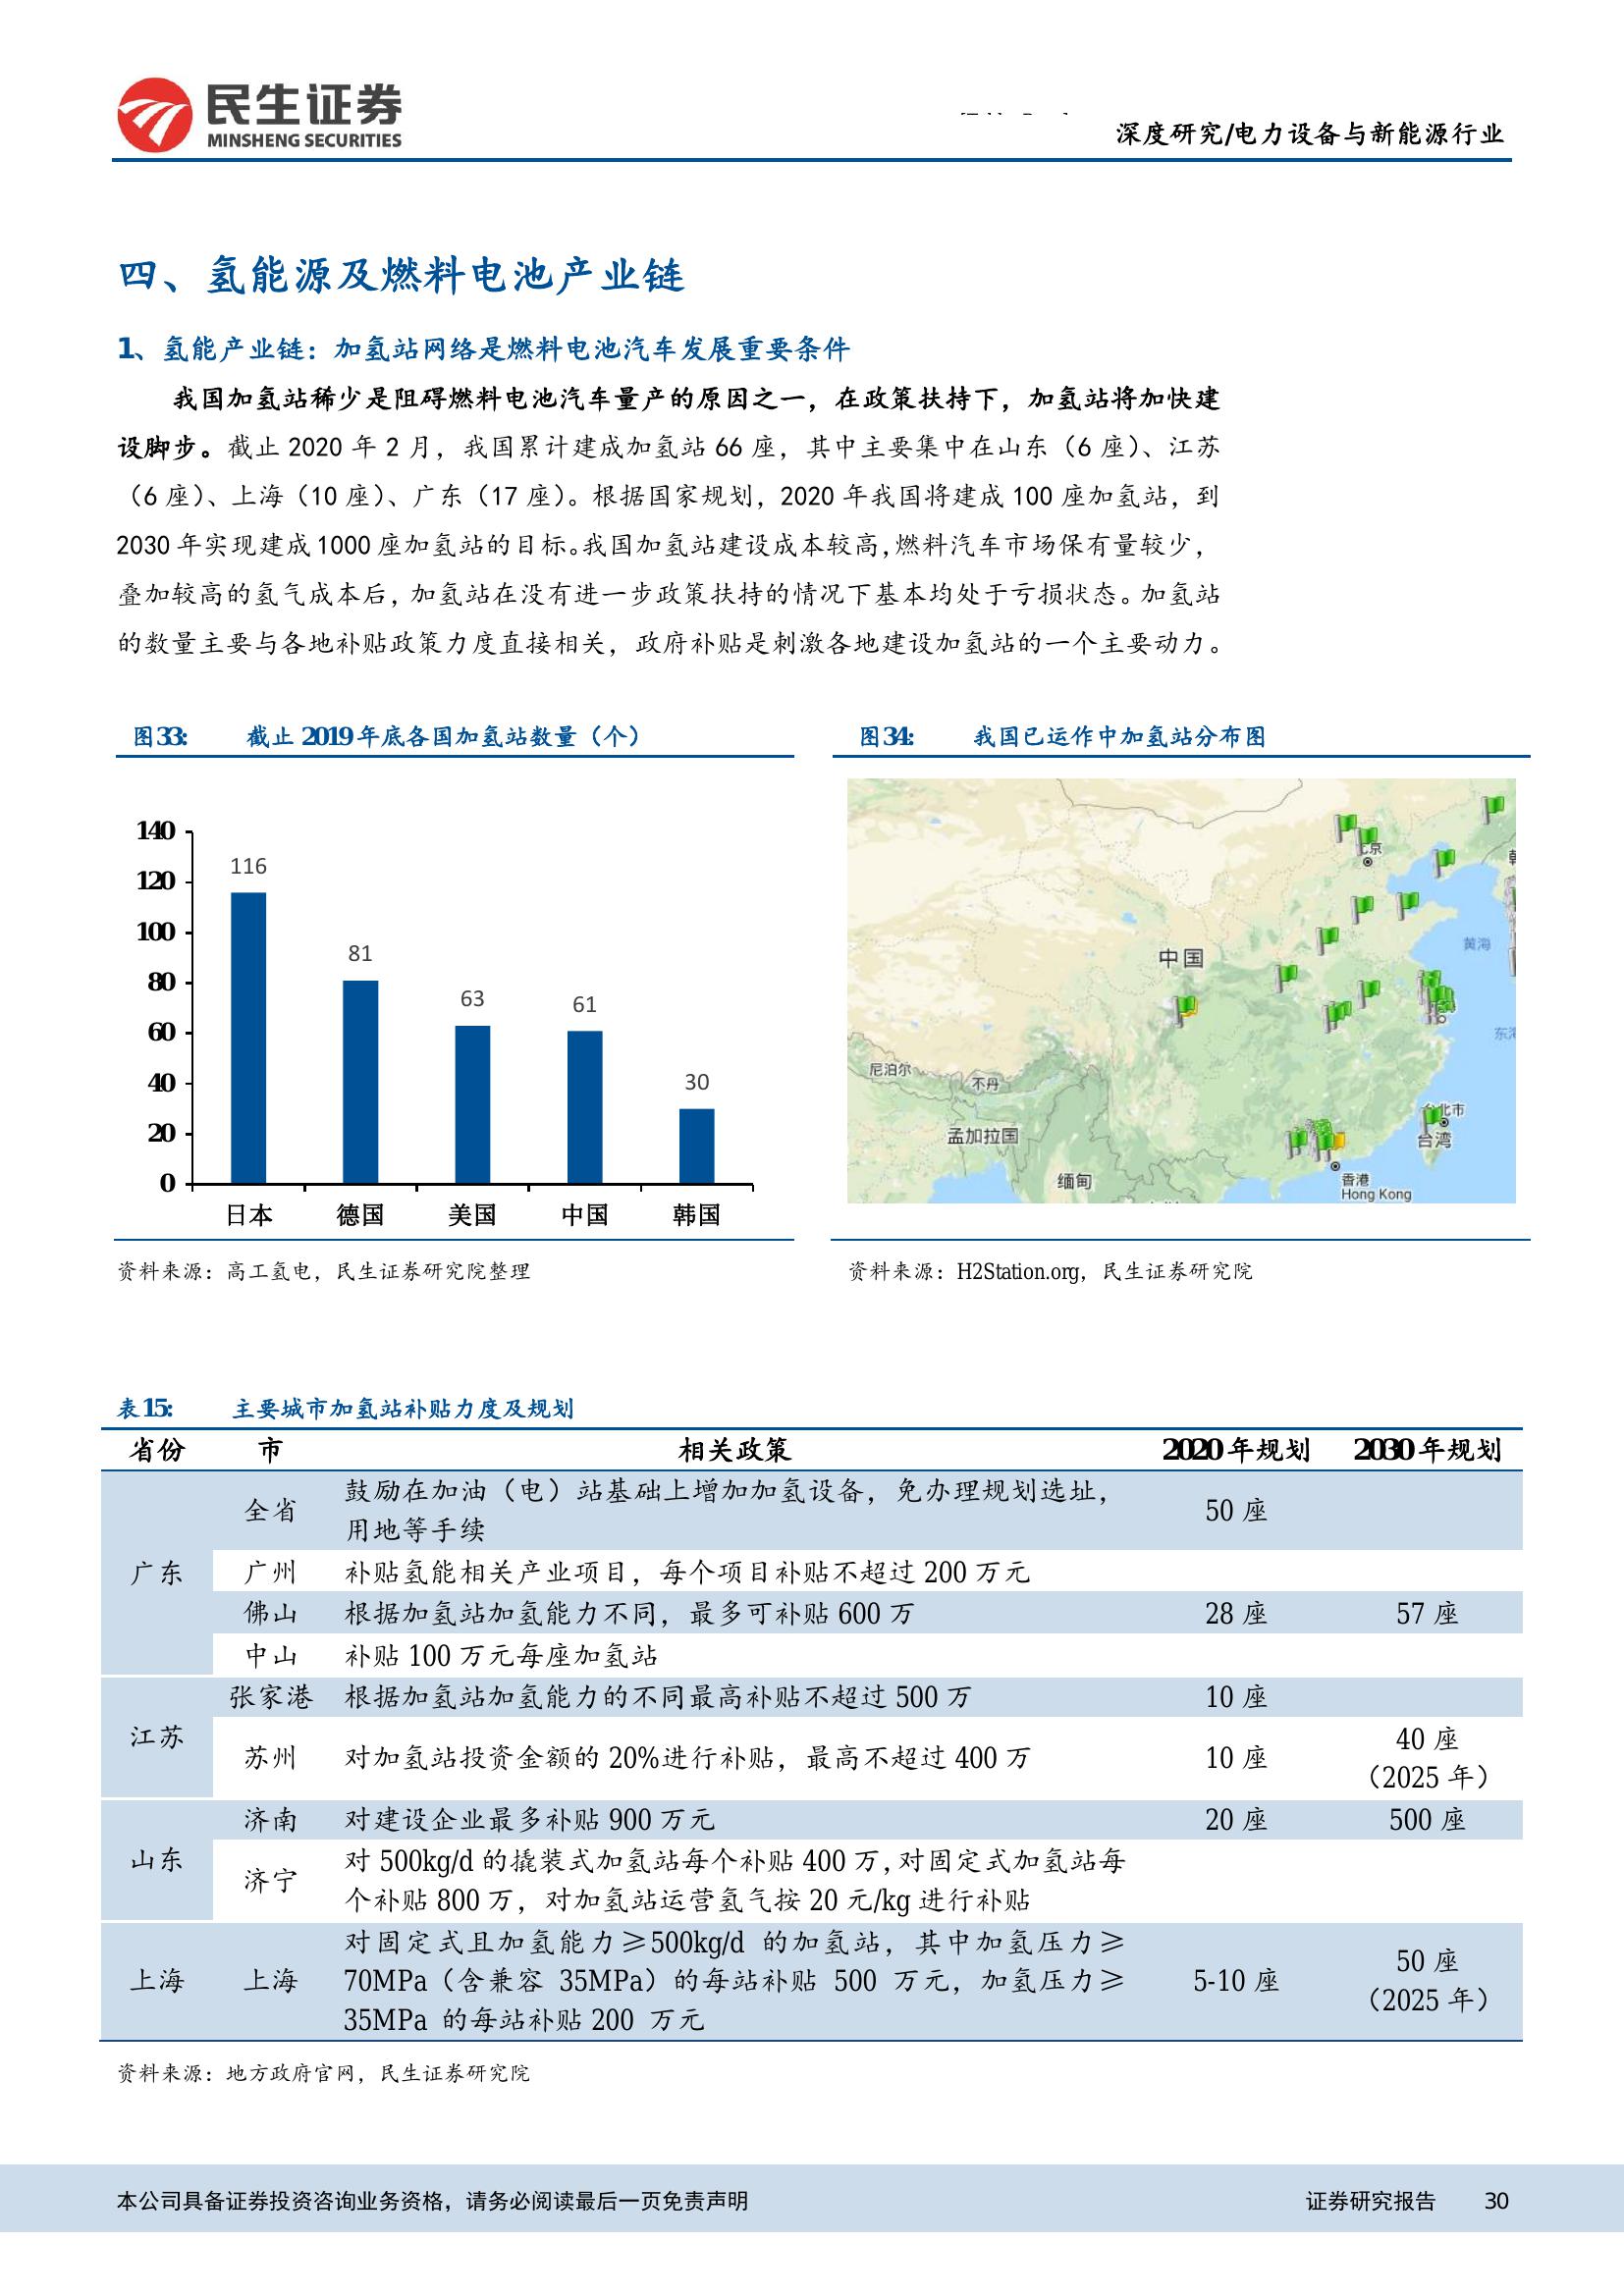 民生证券
MINSHENG SECURITIES
深度研究/电力设备与新能源行业
四、氢能源及燃料电池产业链
1、氢能产业链：加氢站网络是燃料电池汽车发展重要条件
我国加氢站稀少是阻碍燃料电池汽车量产的原因之一，在政策扶持下，加氢站将加快建
设脚步。截止 2020 年 2 月，我国累计建成加氢站 66 座，其中主要集中在山东（6 座）、江苏
（6 座）、上海（10 座）、广东（17 座）。根据国家规划，2020 年我国将建成 100 座加氢站，到
2030 年实现建成 1000 座加氢站的目标。我国加氢站建设成本较高，燃料汽车市场保有量较少，
叠加较高的氢气成本后，加氢站在没有进一步政策扶持的情况下基本均处于亏损状态。加氢站
的数量主要与各地补贴政策力度直接相关，政府补贴是刺激各地建设加氢站的一个主要动力。
图33: 截止 2019 年底各国加氢站数量（个）
140
120
100
80
60
40
20
0
116
81
63
61
30
日本 德国 美国 中国 韩国
资料来源：高工氢电，民生证券研究院整理
图34: 我国已运作中加氢站分布图
京
黄海
中国
尼泊尔
不丹
孟加拉国
缅甸
台北市
台湾
香港
Hong Kong
资料来源：H2Station.org，民生证券研究院
表15: 主要城市加氢站补贴力度及规划
省份 市 相关政策 2020 年规划 2030 年规划
广东
全省 鼓励在加油（电）站基础上增加加氢设备，免办理规划选址，
用地等手续 50 座
广州 补贴氢能相关产业项目，每个项目补贴不超过 200 万元
佛山 根据加氢站加氢能力不同，最多可补贴 600 万 28 座 57 座
中山 补贴 100 万元每座加氢站
江苏
张家港 根据加氢站加氢能力的不同最高补贴不超过 500 万 10 座
苏州 对加氢站投资金额的 20%进行补贴，最高不超过 400 万 10 座 40 座
（2025 年）
山东
济南 对建设企业最多补贴 900 万元 20 座 500 座
济宁 对 500kg/d 的撬装式加氢站每个补贴 400 万，对固定式加氢站每
个补贴 800 万，对加氢站运营氢气按 20 元/kg 进行补贴
上海 上海 对固定式且加氢能力≥500kg/d 的加氢站，其中加氢压力≥
70MPa（含兼容 35MPa）的每站补贴 500 万元，加氢压力≥
35MPa 的每站补贴 200 万元 5-10 座 50 座
（2025 年）
资料来源：地方政府官网，民生证券研究院
本公司具备证券投资咨询业务资格，请务必阅读最后一页免责声明
证券研究报告 30